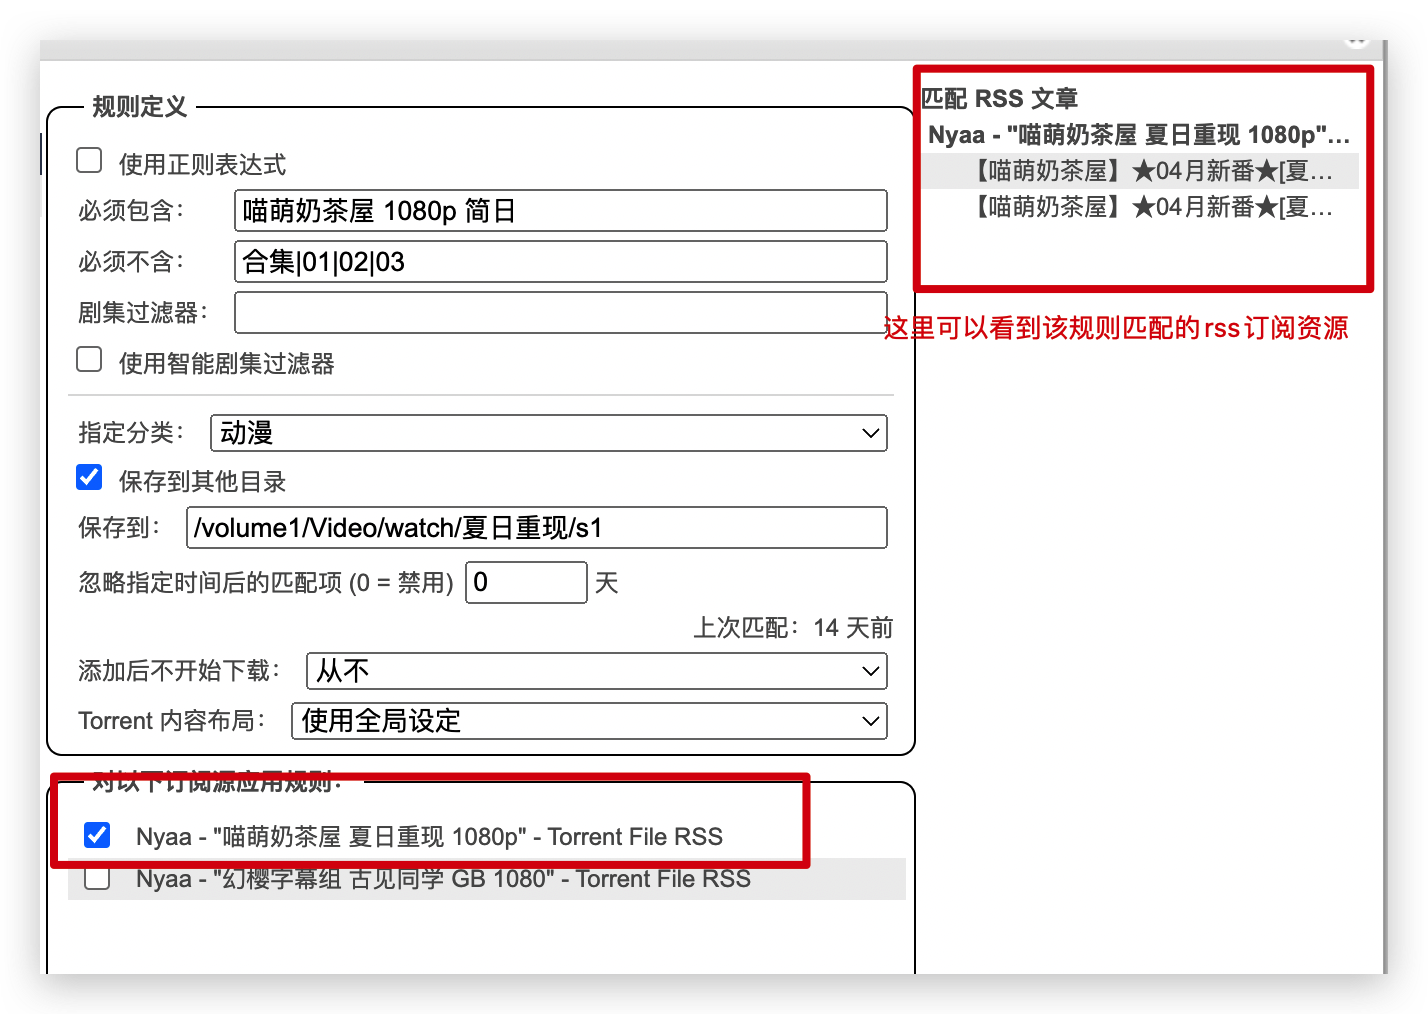 规则定义
使用正则表达式
必须包含: 喵萌奶茶屋 1080p 简日
必须不含: 合集|01|02|03
剧集过滤器:
使用智能剧集过滤器
指定分类: 动漫
保存到其他目录
保存到: /volume1/Video/watch/夏日重现/s1
忽略指定时间后的匹配项 (0 = 禁用) 0 天
上次匹配: 14 天前
添加后不开始下载: 从不
Torrent 内容布局: 使用全局设定
对以下订阅源应用规则:
Nyaa - "喵萌奶茶屋 夏日重现 1080p" - Torrent File RSS
Nyaa - "幻樱字幕组 古见同学 GB 1080" - Torrent File RSS
匹配 RSS 文章
Nyaa - "喵萌奶茶屋 夏日重现 1080p"...
【喵萌奶茶屋】★04月新番★[夏...
【喵萌奶茶屋】★04月新番★[夏...
这里可以看到该规则匹配的rss订阅资源